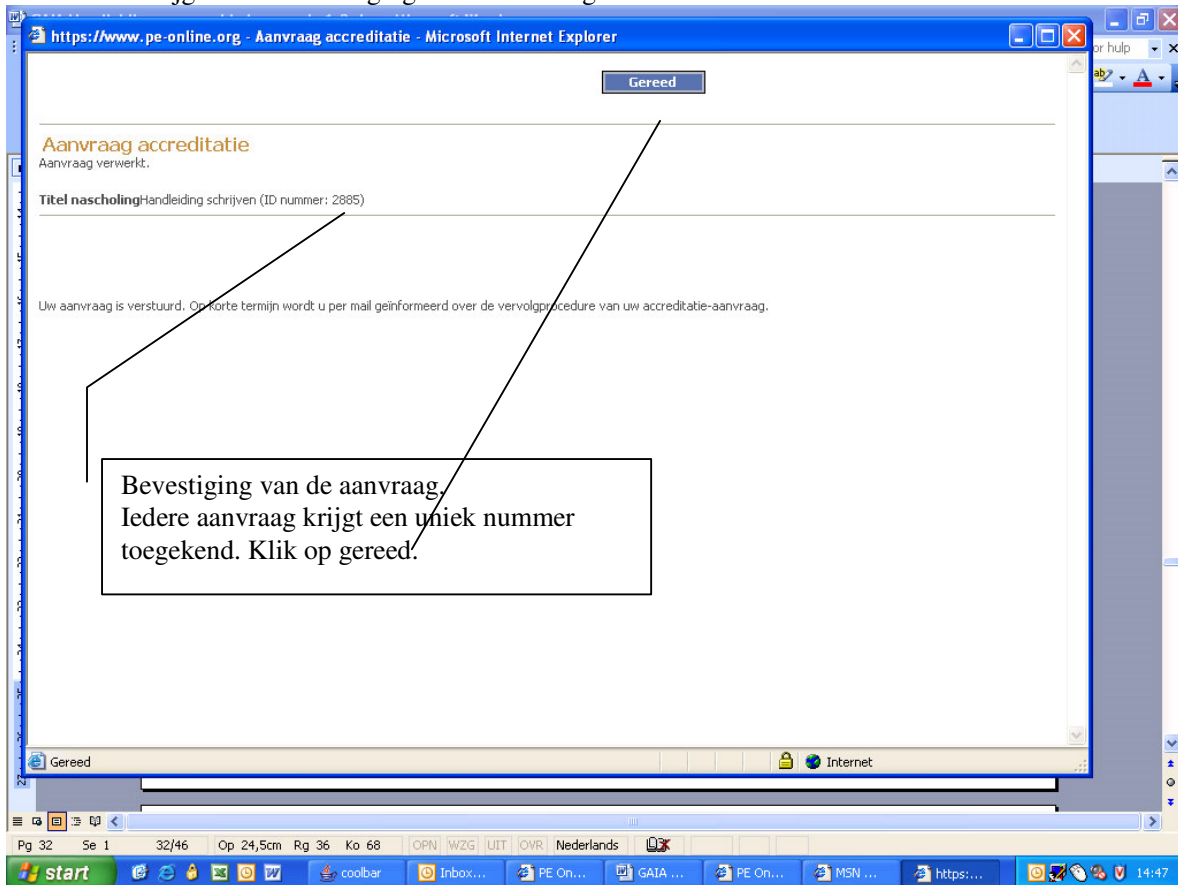 https://www.pe-online.org - Aanvraag accreditatie - Microsoft Internet Explorer
or hulp
Gereed
Aanvraag accreditatie
Aanvraag verwerkt.
Titel nascholingHandleiding schrijven (ID nummer: 2885)
Uw aanvraag is verstuurd. Op korte termijn wordt u per mail geïnformeerd over de vervolgprocedure van uw accreditatie-aanvraag.
Bevestiging van de aanvraag.
Iedere aanvraag krijgt een uniek nummer
toegekend. Klik op gereed.
Gereed
Internet
Pg 32 Se 1 32/46 Op 24,5cm Rg 36 Ko 68 OPN WZG UIT OVR Nederlands
start coolbar Inbox... PE On... GAIA ... PE On... MSN ... https:... 14:47